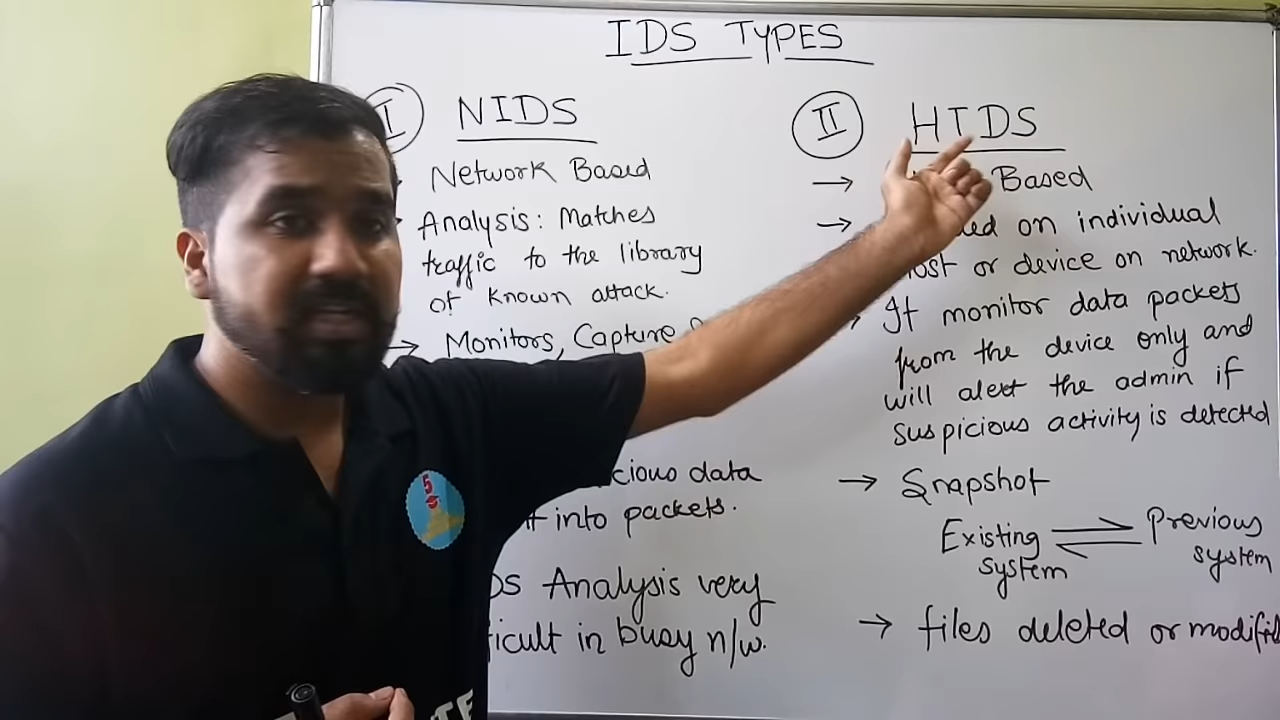 IDS TYPES
I NIDS
Network Based
Analysis: Matches
traffic to the library
of known attack.
→ Monitors, Capture
cious data
into packets.
Analysis very
in busy n/w.
II HIDS
→ Based
→ on individual
or device on network.
It monitor data packets
from the device only and
will alert the admin if
suspicious activity is detected
→ Snapshot
Existing ⇌ Previous
system system
→ files deleted or modifi
5